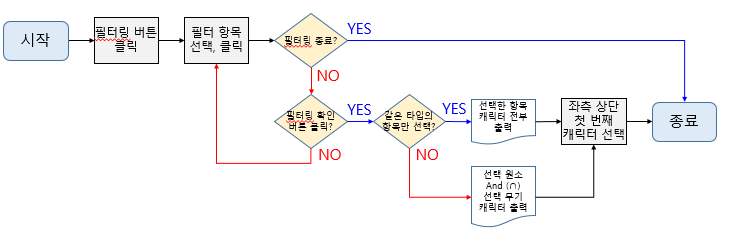 시작
필터링 버튼
클릭
필터 항목
선택, 클릭
필터링 종료?
YES
NO
필터링 확인
버튼 클릭?
YES
NO
같은 타입의
항목만 선택?
YES
NO
선택한 항목
캐릭터 전부
출력
선택 원소
And (∩)
선택 무기
캐릭터 출력
좌측 상단
첫 번째
캐릭터 선택
종료